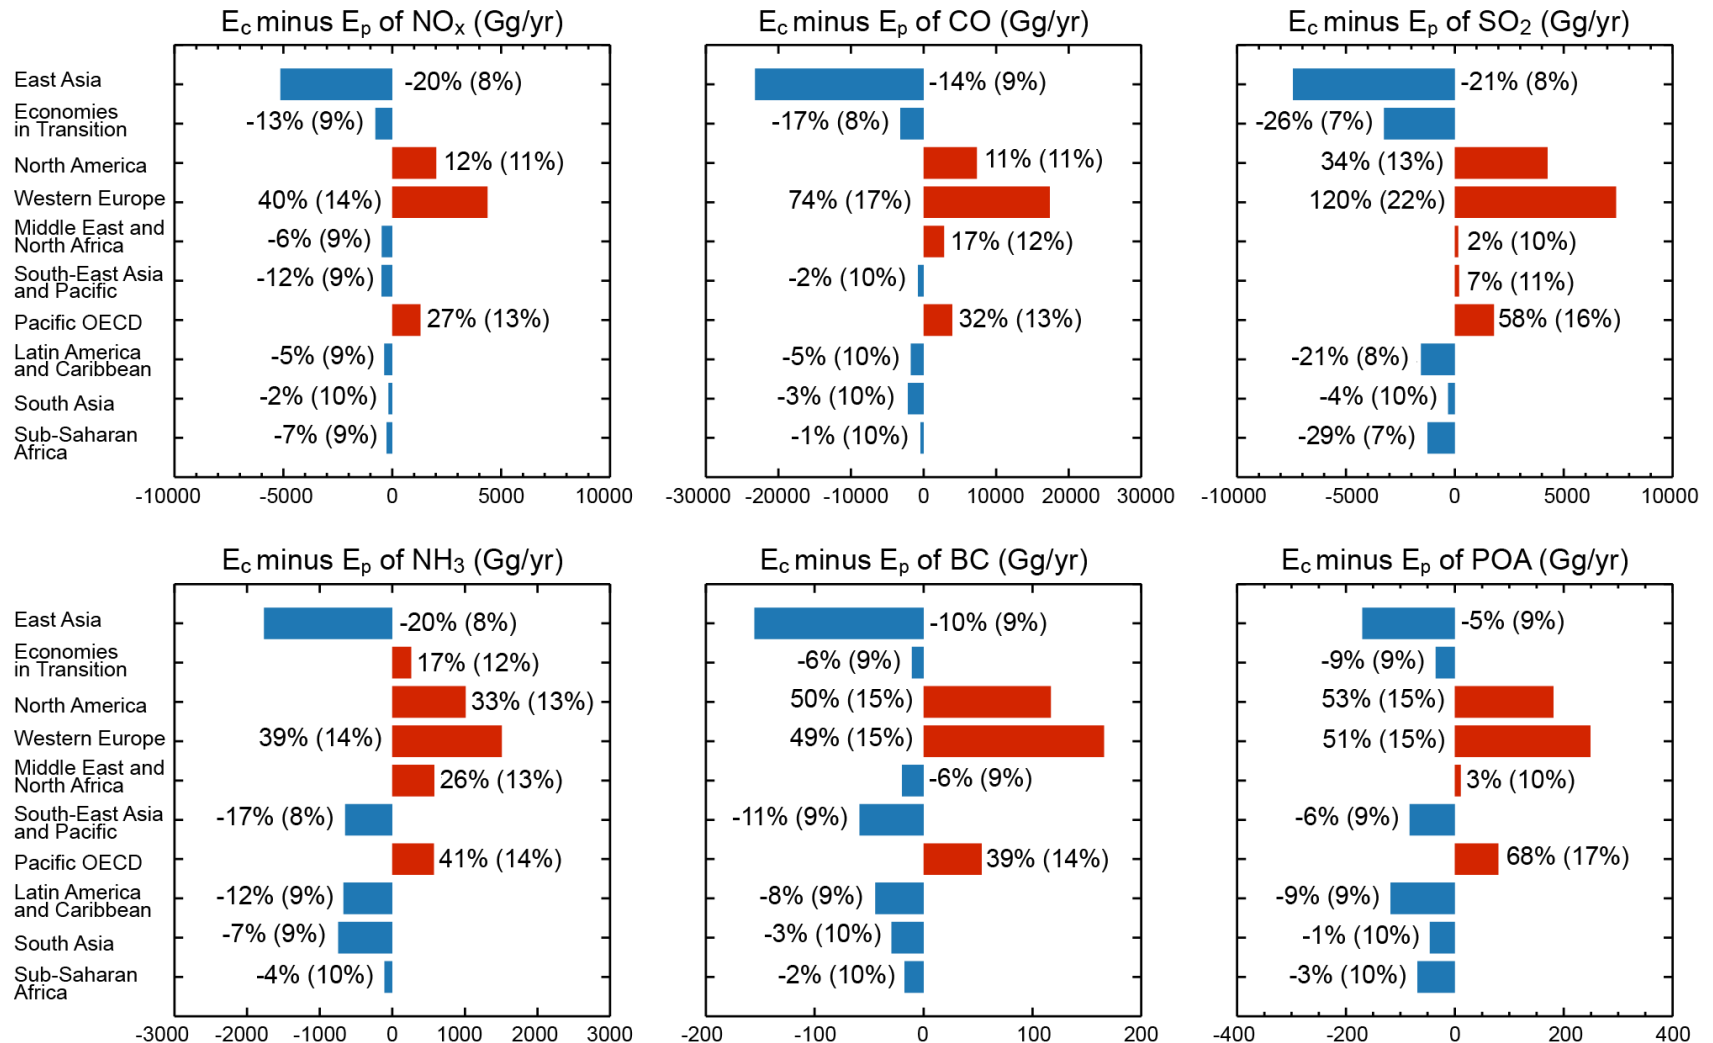 Ec minus Ep of NOx (Gg/yr)
Ec minus Ep of CO (Gg/yr)
Ec minus Ep of SO2 (Gg/yr)
East Asia
-20% (8%)
-14% (9%)
-21% (8%)
Economies
in Transition
-13% (9%)
-17% (8%)
-26% (7%)
North America
12% (11%)
11% (11%)
34% (13%)
Western Europe
40% (14%)
74% (17%)
120% (22%)
Middle East and
North Africa
-6% (9%)
17% (12%)
2% (10%)
South-East Asia
and Pacific
-12% (9%)
-2% (10%)
7% (11%)
Pacific OECD
27% (13%)
32% (13%)
58% (16%)
Latin America
and Caribbean
-5% (9%)
-5% (10%)
-21% (8%)
South Asia
-2% (10%)
-3% (10%)
-4% (10%)
Sub-Saharan
Africa
-7% (9%)
-1% (10%)
-29% (7%)
-10000 -5000 0 5000 10000
-30000 -20000 -10000 0 10000 20000 30000
-10000 -5000 0 5000 10000
Ec minus Ep of NH3 (Gg/yr)
Ec minus Ep of BC (Gg/yr)
Ec minus Ep of POA (Gg/yr)
East Asia
-20% (8%)
-10% (9%)
-5% (9%)
Economies
in Transition
17% (12%)
-6% (9%)
-9% (9%)
North America
33% (13%)
50% (15%)
53% (15%)
Western Europe
39% (14%)
49% (15%)
51% (15%)
Middle East and
North Africa
26% (13%)
-6% (9%)
3% (10%)
South-East Asia
and Pacific
-17% (8%)
-11% (9%)
-6% (9%)
Pacific OECD
41% (14%)
39% (14%)
68% (17%)
Latin America
and Caribbean
-12% (9%)
-8% (9%)
-9% (9%)
South Asia
-7% (9%)
-3% (10%)
-1% (10%)
Sub-Saharan
Africa
-4% (10%)
-2% (10%)
-3% (10%)
-3000 -2000 -1000 0 1000 2000 3000
-200 -100 0 100 200
-400 -200 0 200 400